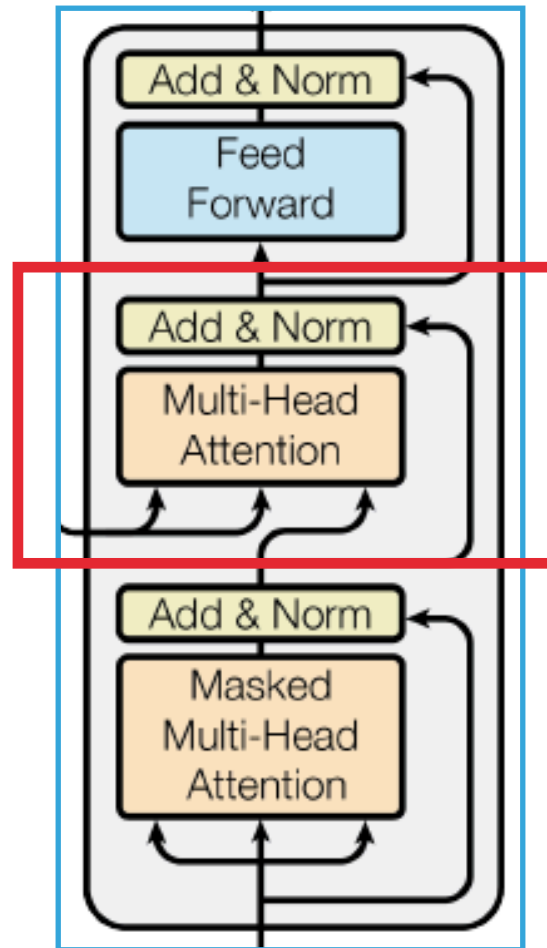 Add & Norm
Feed
Forward
Add & Norm
Multi-Head
Attention
Add & Norm
Masked
Multi-Head
Attention